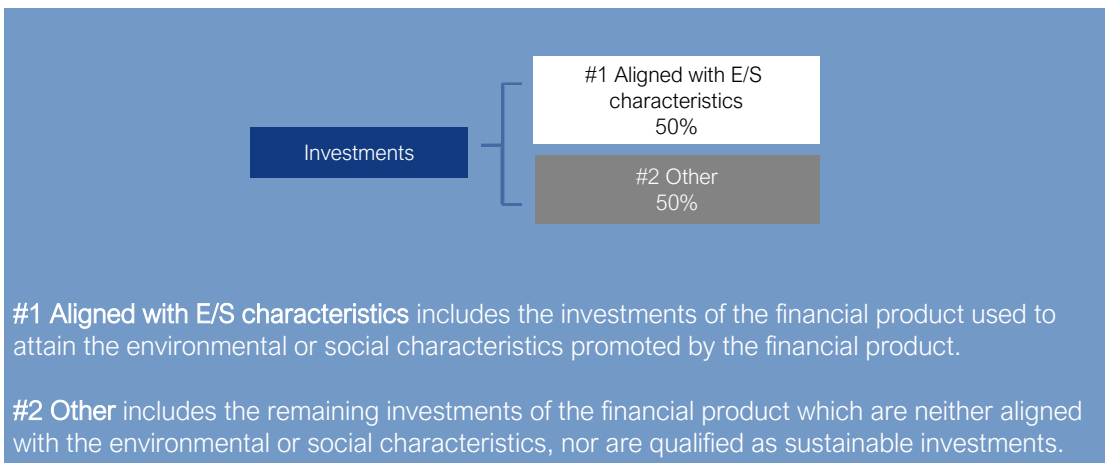 #1 Aligned with E/S
characteristics
50%
Investments
#2 Other
50%
#1 Aligned with E/S characteristics includes the investments of the financial product used to
attain the environmental or social characteristics promoted by the financial product.
#2 Other includes the remaining investments of the financial product which are neither aligned
with the environmental or social characteristics, nor are qualified as sustainable investments.